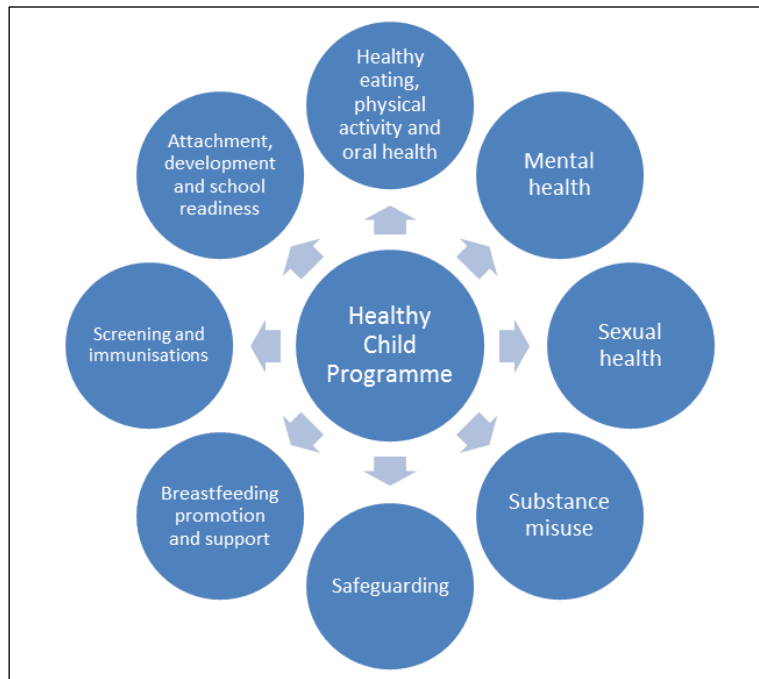 Healthy
eating,
physical
activity and
oral health
Mental
health
Sexual
health
Substance
misuse
Safeguarding
Breastfeeding
promotion
and support
Screening and
immunisations
Attachment,
development
and school
readiness
Healthy
Child
Programme